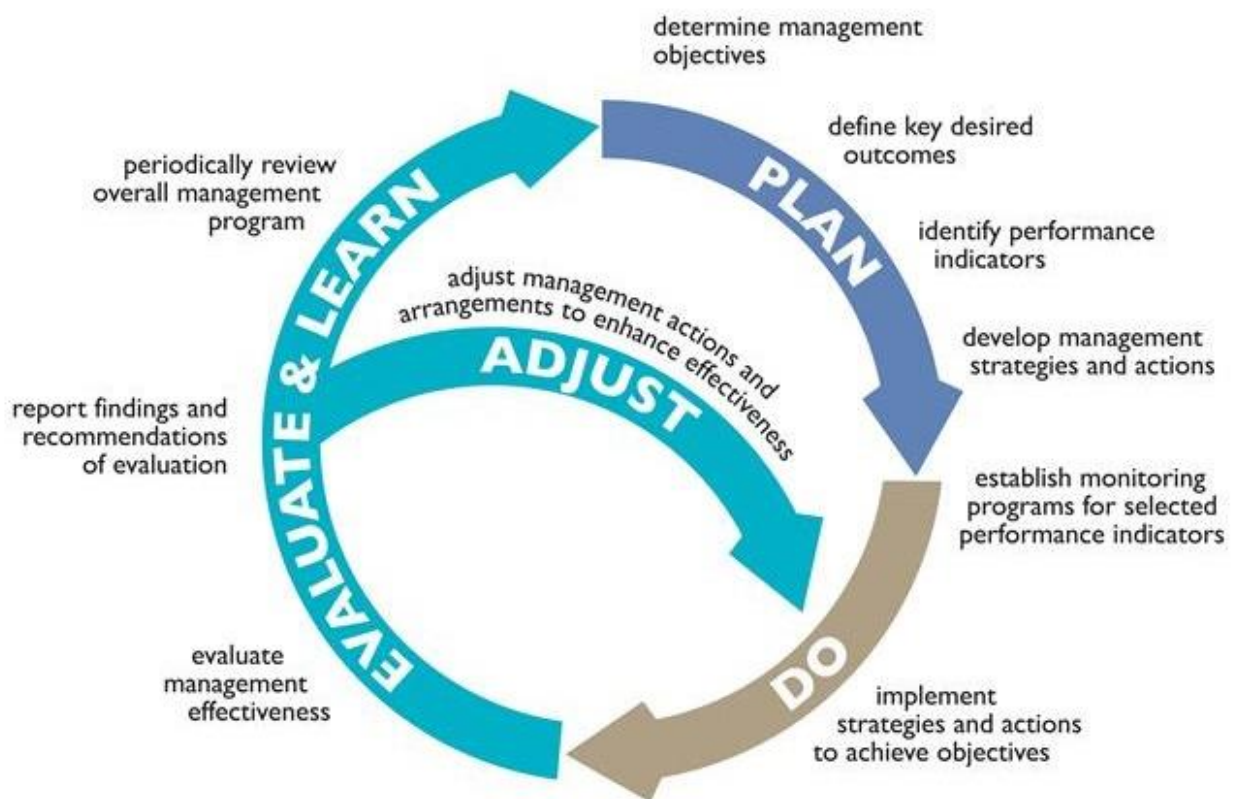 determine management
objectives
define key desired
outcomes
PLAN
identify performance
indicators
develop management
strategies and actions
establish monitoring
programs for selected
performance indicators
DO
implement
strategies and actions
to achieve objectives
evaluate
management
effectiveness
EVALUATE & LEARN
report findings and
recommendations
of evaluation
periodically review
overall management
program
adjust management actions and
arrangements to enhance effectiveness
ADJUST